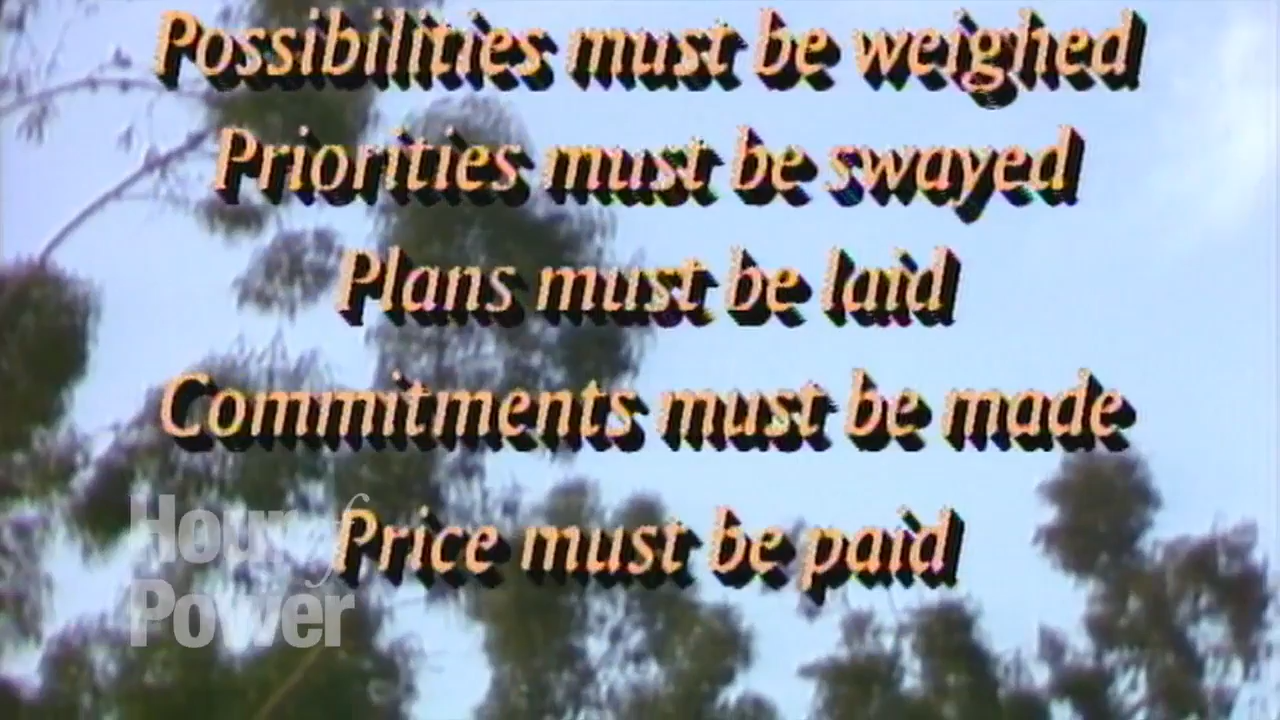 Possibilities must be weighed
Priorities must be swayed
Plans must be laid
Commitments must be made
Price must be paid
Hour of
Power